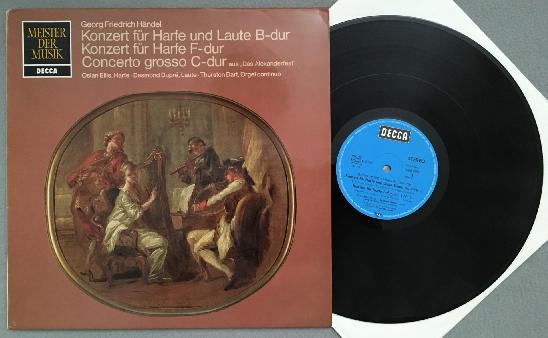 Georg Friedrich Händel
Konzert für Harfe und Laute B-dur
Konzert für Harfe F-dur
Concerto grosso C-dur aus „Das Alexanderfest"
Osian Ellis, Harfe · Desmond Dupré, Laute · Thurston Dart, Orgelcontinuo
MEISTER
DER
MUSIK
DECCA
DECCA
STEREO